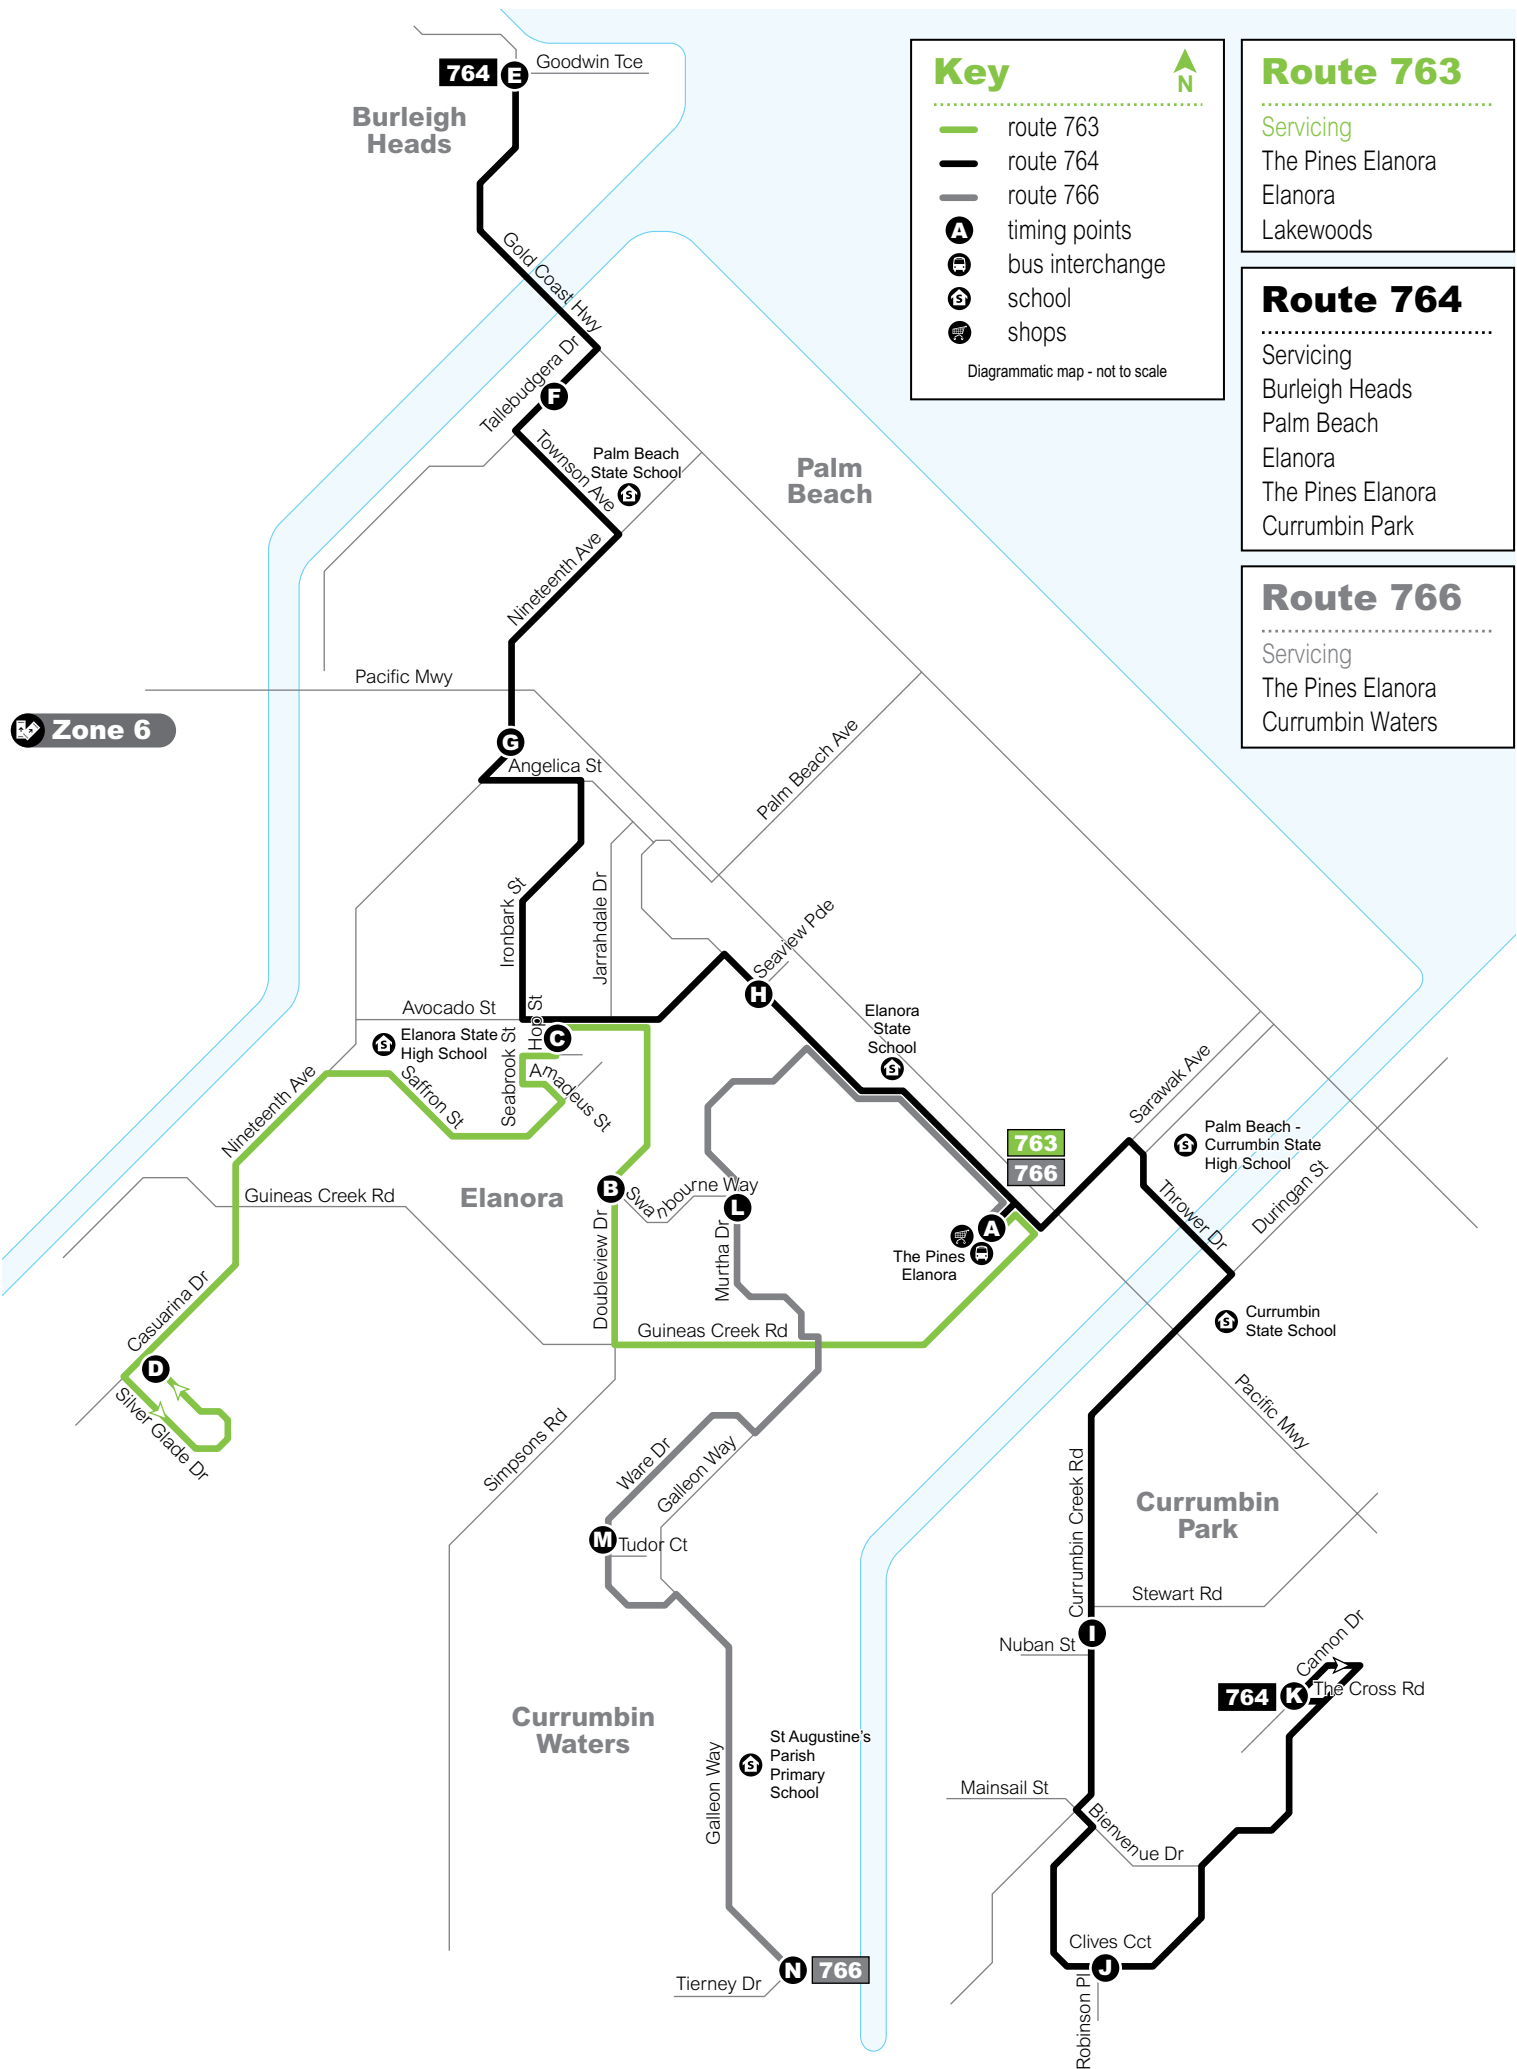 Goodwin Tce
764 E
Burleigh
Heads
Key
N
route 763
route 764
route 766
A timing points
bus interchange
S school
shops
Diagrammatic map - not to scale
Route 763
Servicing
The Pines Elanora
Elanora
Lakewoods
Route 764
Servicing
Burleigh Heads
Palm Beach
Elanora
The Pines Elanora
Currumbin Park
Route 766
Servicing
The Pines Elanora
Currumbin Waters
Gold Coast Hwy
Tallebudgera Dr
F
Townson Ave
Palm Beach
State School
S
Palm
Beach
Nineteenth Ave
Pacific Mwy
Zone 6
G
Angelica St
Palm Beach Ave
Ironbark St
Jarrahdale Dr
Seaview Pde
H
Avocado St
Hop St
C
Elanora State
High School
S
Seabrook St
Amadeus St
Saffron St
Nineteenth Ave
Elanora
State
School
S
Sarawak Ave
763
766
Palm Beach -
Currumbin State
High School
S
Thrower Dr
Duringan St
Guineas Creek Rd
Elanora
B
Swanbourne Way
L
Murtha Dr
Doubleview Dr
A
The Pines
Elanora
Guineas Creek Rd
Currumbin
State School
S
Casuarina Dr
D
Silver Glade Dr
Simpsons Rd
Ware Dr
Galleon Way
Pacific Mwy
Currumbin Creek Rd
Currumbin
Park
M
Tudor Ct
Stewart Rd
I
Nuban St
Cannon Dr
764 K
The Cross Rd
Currumbin
Waters
Galleon Way
St Augustine's
Parish
Primary
School
S
Mainsail St
Bienvenue Dr
Clives Cct
J
Robinson Pl
N 766
Tierney Dr